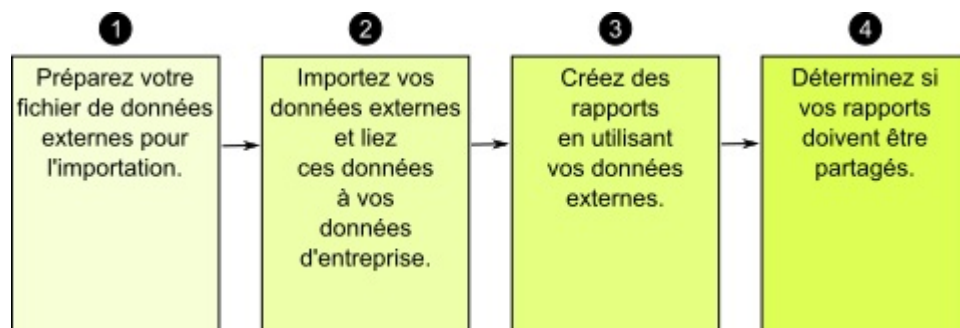 1
Préparez votre
fichier de données
externes pour
l'importation.
2
Importez vos
données externes
et liez
ces données
à vos
données
d'entreprise.
3
Créez des
rapports
en utilisant
vos données
externes.
4
Déterminez si
vos rapports
doivent être
partagés.